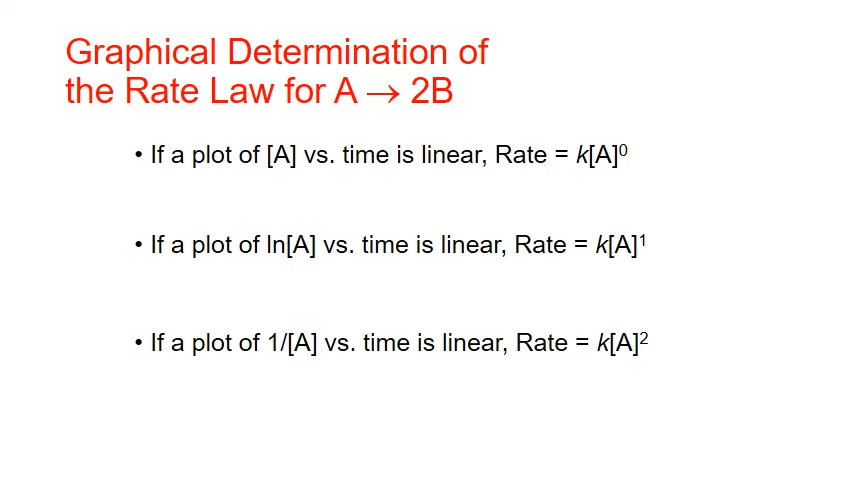 Graphical Determination of
the Rate Law for A → 2B
• If a plot of [A] vs. time is linear, Rate = k[A]⁰
• If a plot of ln[A] vs. time is linear, Rate = k[A]¹
• If a plot of 1/[A] vs. time is linear, Rate = k[A]²